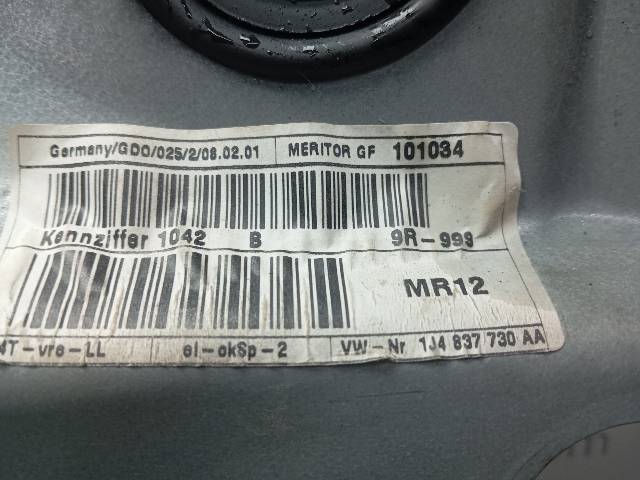 Germany/GDO/025/2/08.02.01 MERITOR GF 101034
Kennziffer 1042 B 9R-999
MR12
4T-vre-LL el-okSp-2 VW-Nr 1J4 837 730 AA